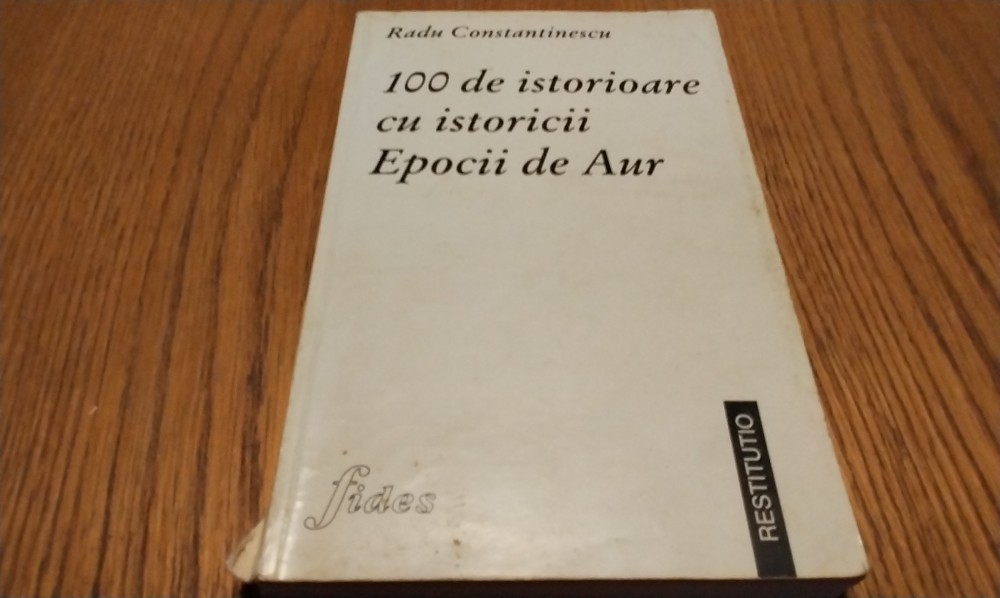 Radu Constantinescu
100 de istorioare
cu istoricii
Epocii de Aur
fides
RESTITUTIO